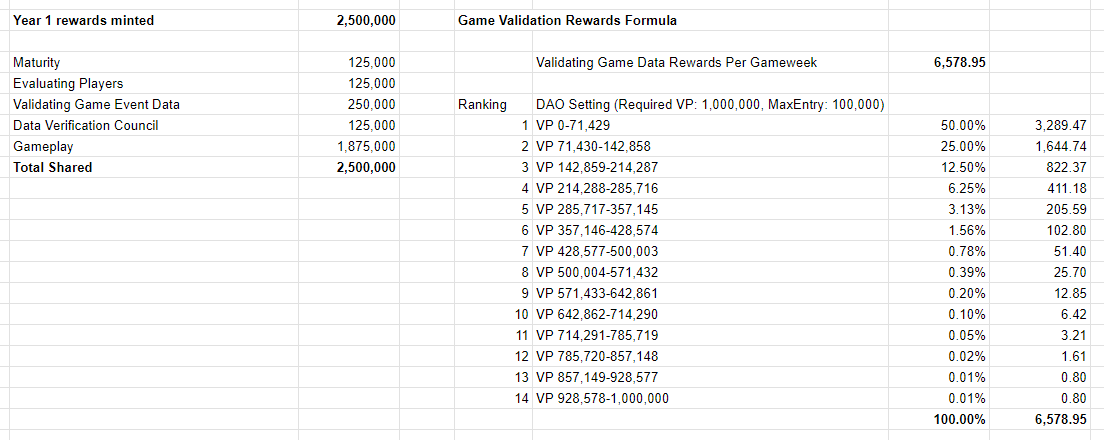 Year 1 rewards minted 2,500,000 Game Validation Rewards Formula
Maturity 125,000 Validating Game Data Rewards Per Gameweek 6,578.95
Evaluating Players 125,000
Validating Game Event Data 250,000 Ranking DAO Setting (Required VP: 1,000,000, MaxEntry: 100,000)
Data Verification Council 125,000 1 VP 0-71,429 50.00% 3,289.47
Gameplay 1,875,000 2 VP 71,430-142,858 25.00% 1,644.74
Total Shared 2,500,000 3 VP 142,859-214,287 12.50% 822.37
4 VP 214,288-285,716 6.25% 411.18
5 VP 285,717-357,145 3.13% 205.59
6 VP 357,146-428,574 1.56% 102.80
7 VP 428,577-500,003 0.78% 51.40
8 VP 500,004-571,432 0.39% 25.70
9 VP 571,433-642,861 0.20% 12.85
10 VP 642,862-714,290 0.10% 6.42
11 VP 714,291-785,719 0.05% 3.21
12 VP 785,720-857,148 0.02% 1.61
13 VP 857,149-928,577 0.01% 0.80
14 VP 928,578-1,000,000 0.01% 0.80
100.00% 6,578.95